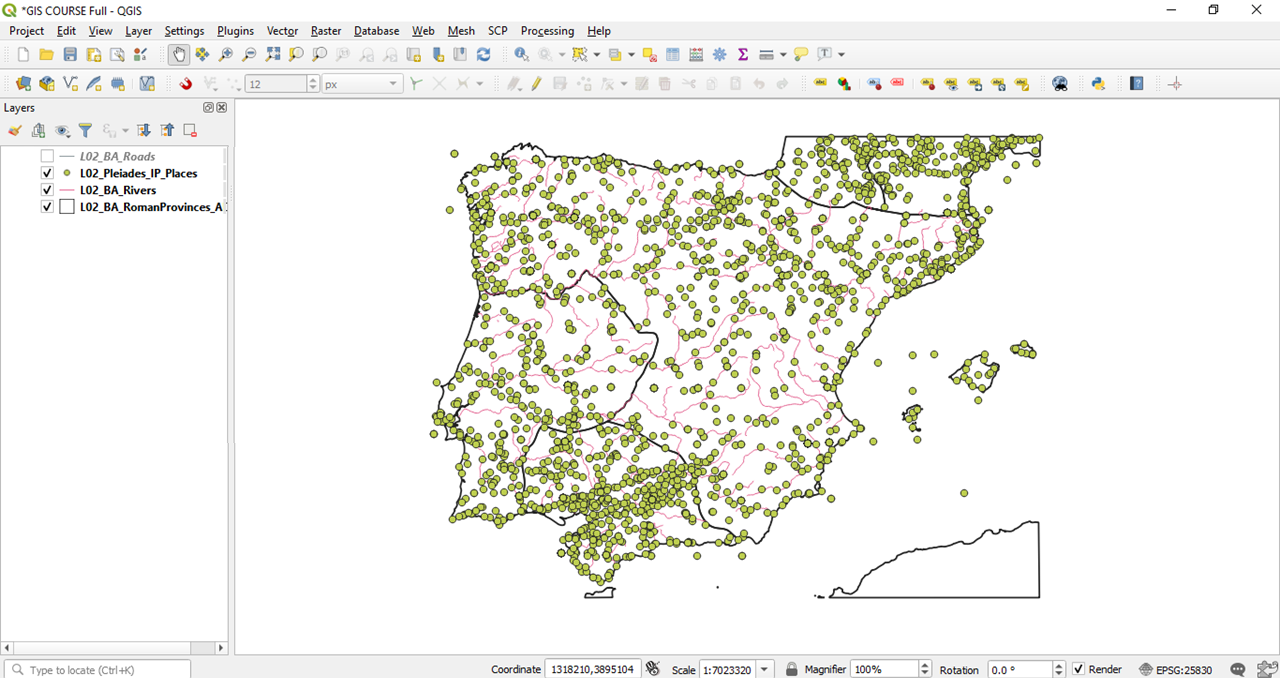 *GIS COURSE Full - QGIS
Project Edit View Layer Settings Plugins Vector Raster Database Web Mesh SCP Processing Help
12 px
Layers
L02_BA_Roads
L02_Pleiades_IP_Places
L02_BA_Rivers
L02_BA_RomanProvinces_A
Type to locate (Ctrl+K) Coordinate 1318210,3895104 Scale 1:7023320 Magnifier 100% Rotation 0.0 ° Render EPSG:25830